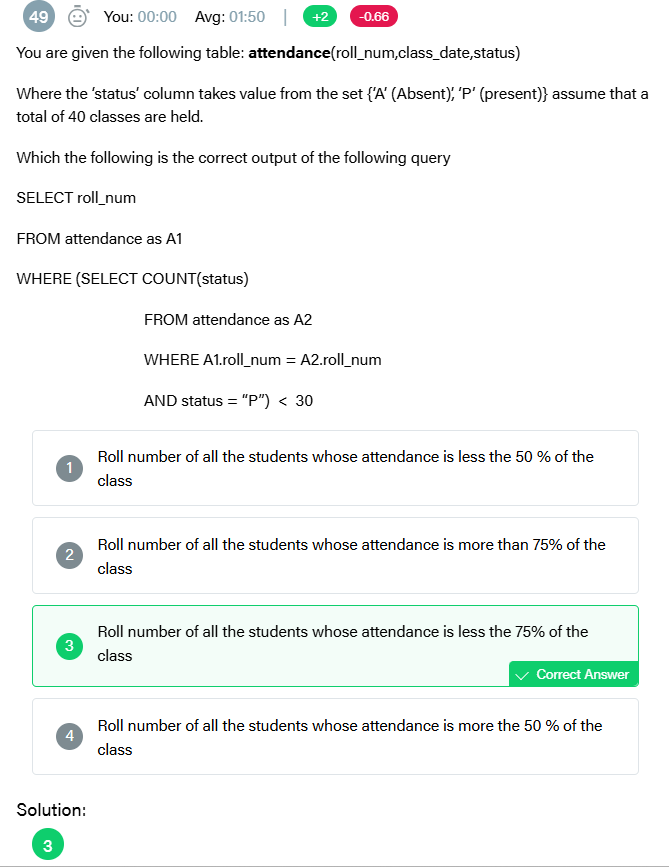 49 You: 00:00 Avg: 01:50 | +2 -0.66
You are given the following table: attendance(roll_num,class_date,status)
Where the ‘status’ column takes value from the set {‘A’ (Absent)’, ‘P’ (present)} assume that a
total of 40 classes are held.
Which the following is the correct output of the following query
SELECT roll_num
FROM attendance as A1
WHERE (SELECT COUNT(status)
FROM attendance as A2
WHERE A1.roll_num = A2.roll_num
AND status = “P”) < 30
1 Roll number of all the students whose attendance is less the 50 % of the
class
2 Roll number of all the students whose attendance is more than 75% of the
class
3 Roll number of all the students whose attendance is less the 75% of the
class
Correct Answer
4 Roll number of all the students whose attendance is more the 50 % of the
class
Solution:
3